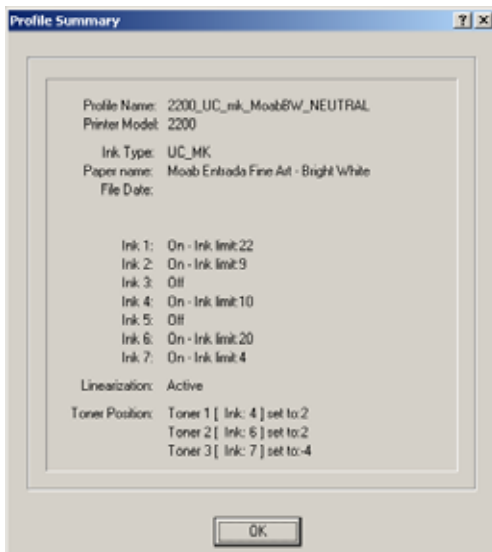 Profile Summary
Profile Name: 2200_UC_mk_MoabBW_NEUTRAL
Printer Model: 2200
Ink Type: UC_MK
Paper name: Moab Entrada Fine Art - Bright White
File Date:
Ink 1: On - Ink limit:22
Ink 2: On - Ink limit:9
Ink 3: Off
Ink 4: On - Ink limit:10
Ink 5: Off
Ink 6: On - Ink limit:20
Ink 7: On - Ink limit:4
Linearization: Active
Toner Position: Toner 1 [ Ink: 4 ] set to:2
Toner 2 [ Ink: 6 ] set to:2
Toner 3 [ Ink: 7 ] set to:-4
OK